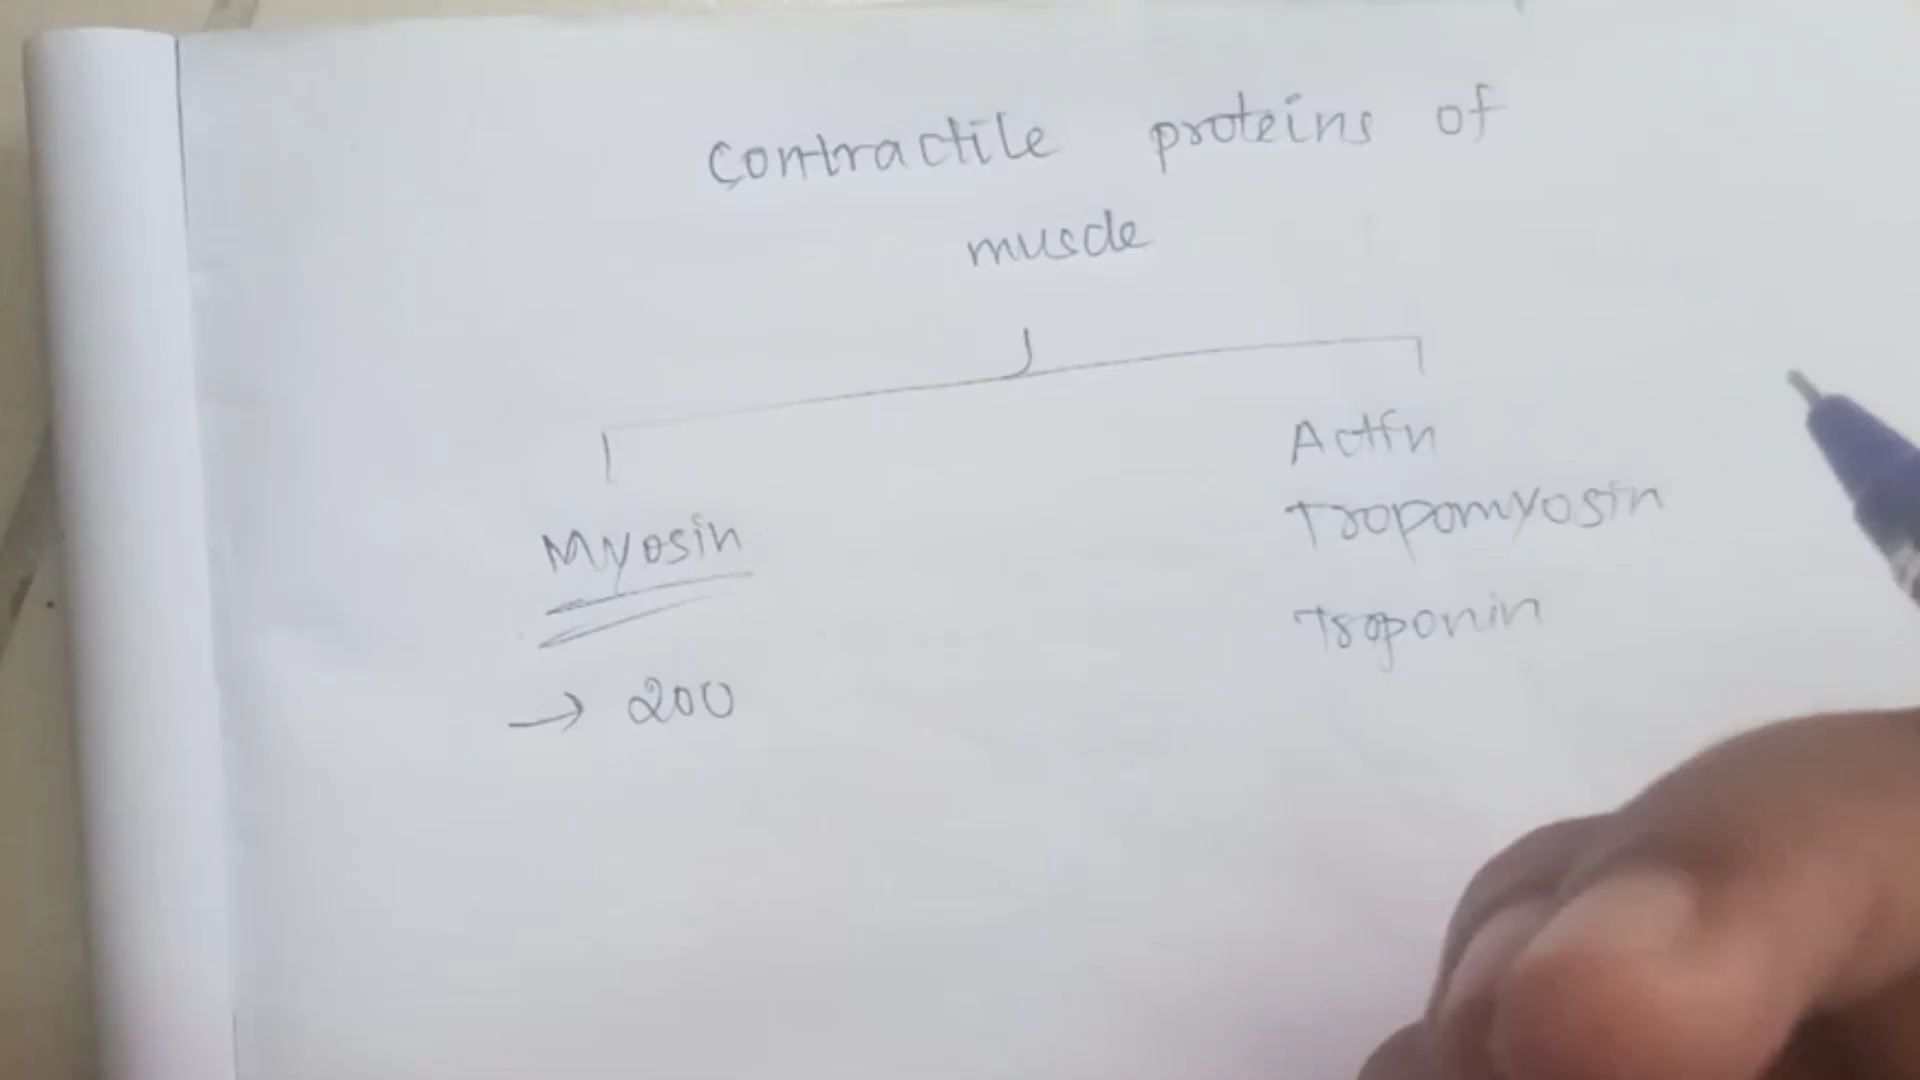 contractile proteins of
muscle
Myosin
→ 200
Actin
Tropomyosin
Troponin